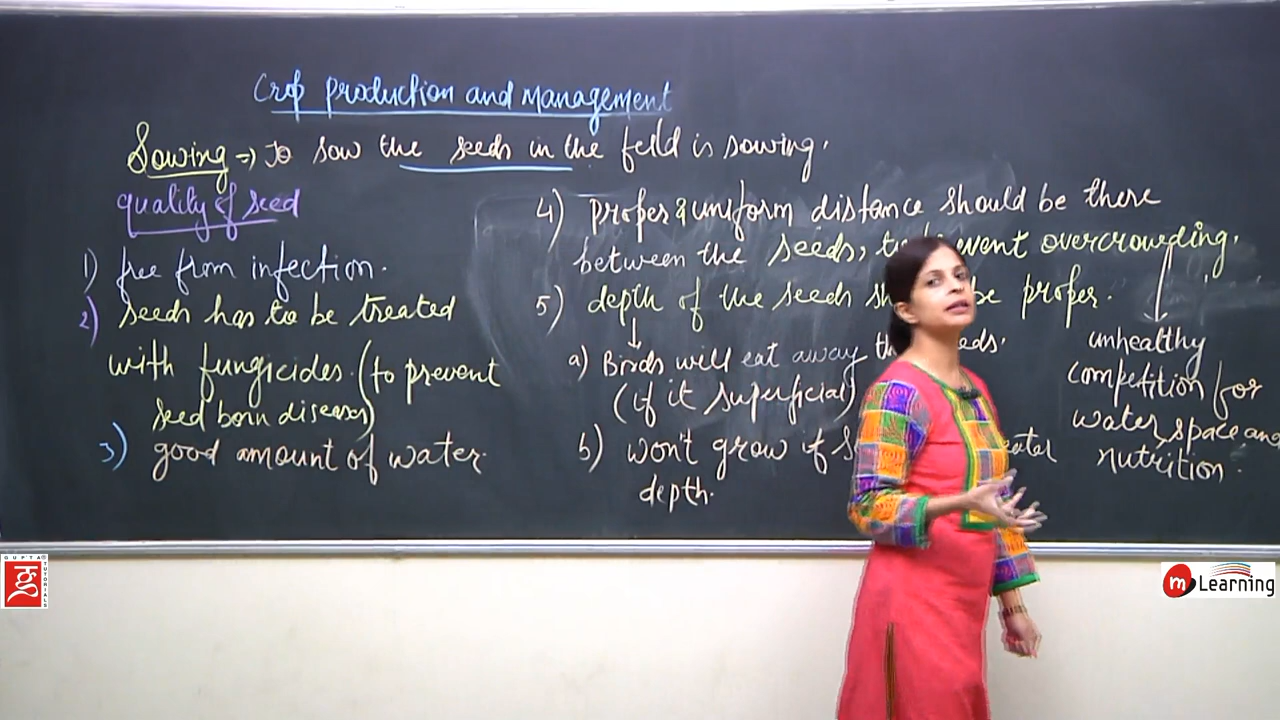 Crop production and management
Sowing => To sow the seeds in the feild is sowing.
quality of seed
1) free from infection.
2) seeds has to be treated
with fungicides. (to prevent
seed born diseases)
3) good amount of water.
4) proper & uniform distance should be there
between the seeds, to prevent overcrowding.
5) depth of the seeds be proper.
a) Birds will eat away
(if it superficial)
b) won't grow if
depth.
unhealthy
competition for
water, space and
nutrition.
GUPTA TUTORIALS
m Learning